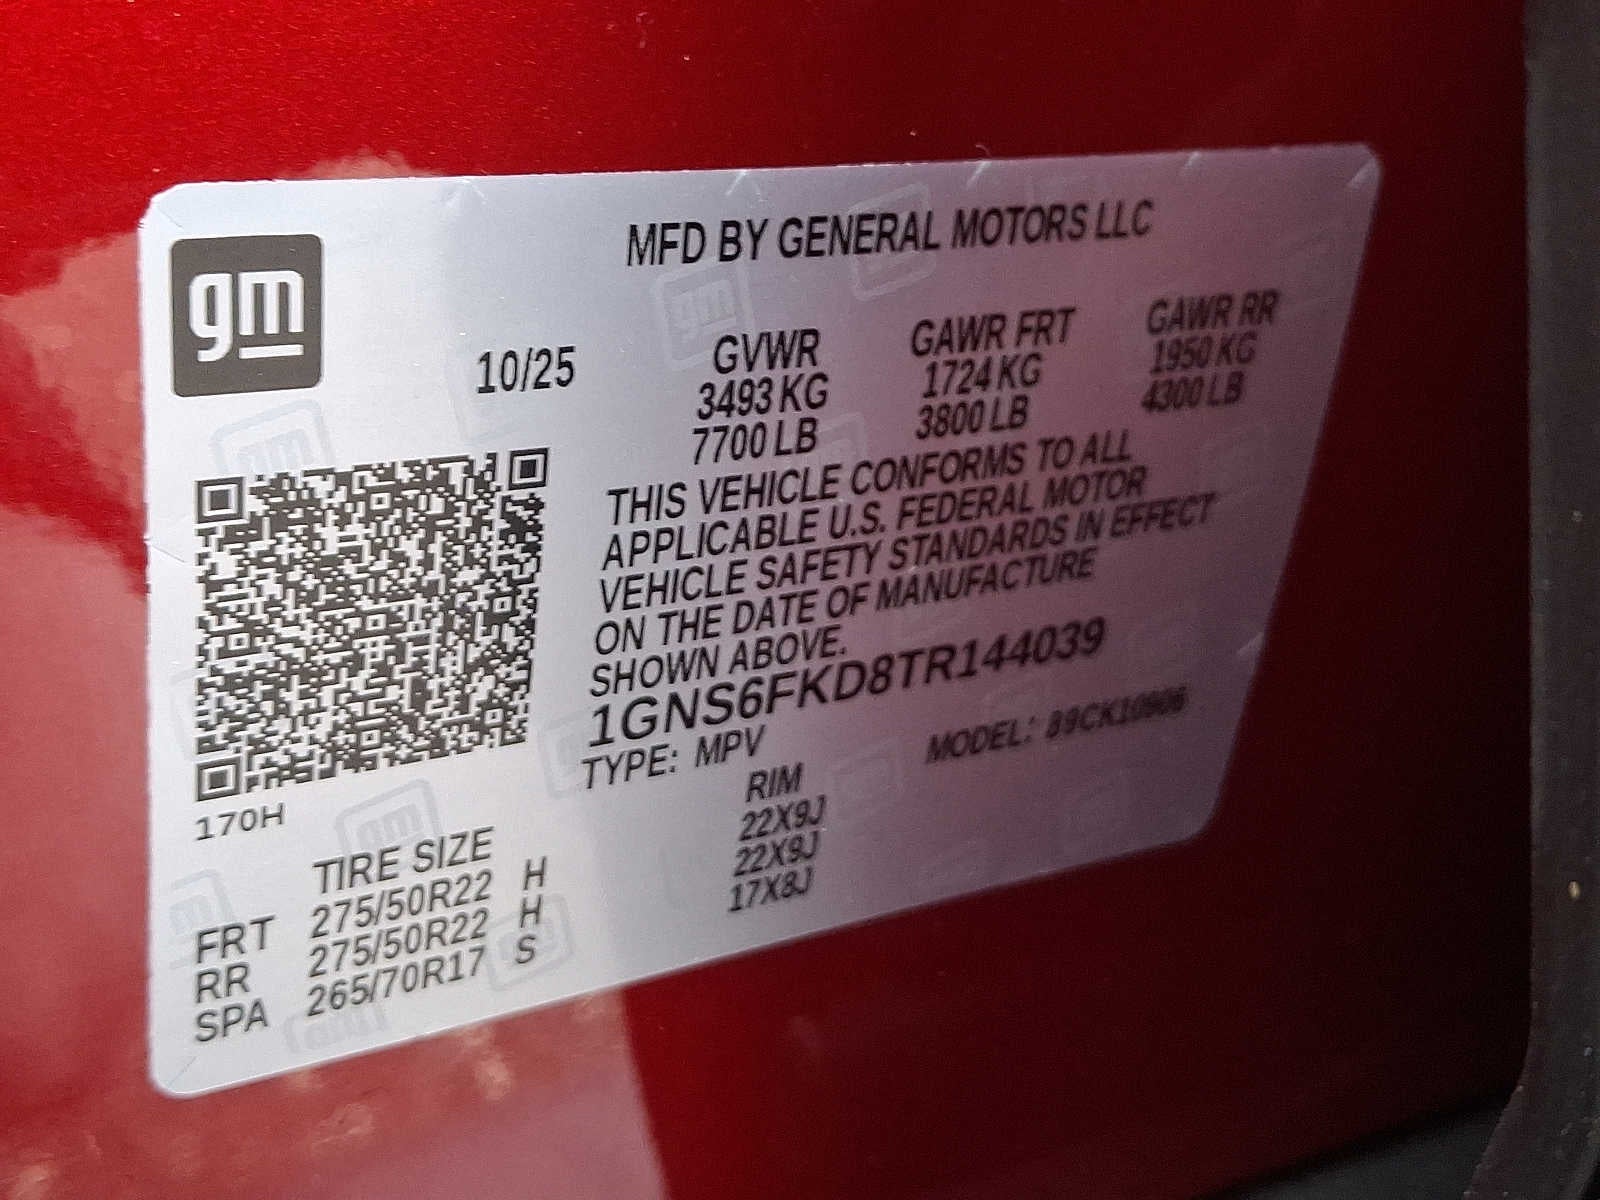 gm
MFD BY GENERAL MOTORS LLC
10/25 GVWR GAWR FRT GAWR RR
3493 KG 1724 KG 1950 KG
7700 LB 3800 LB 4300 LB
THIS VEHICLE CONFORMS TO ALL
APPLICABLE U.S. FEDERAL MOTOR
VEHICLE SAFETY STANDARDS IN EFFECT
ON THE DATE OF MANUFACTURE
SHOWN ABOVE.
1GNS6FKD8TR144039
TYPE: MPV MODEL: 89CK10906
170H
TIRE SIZE RIM
FRT 275/50R22 H 22X9J
RR 275/50R22 H 22X9J
SPA 265/70R17 S 17X8J